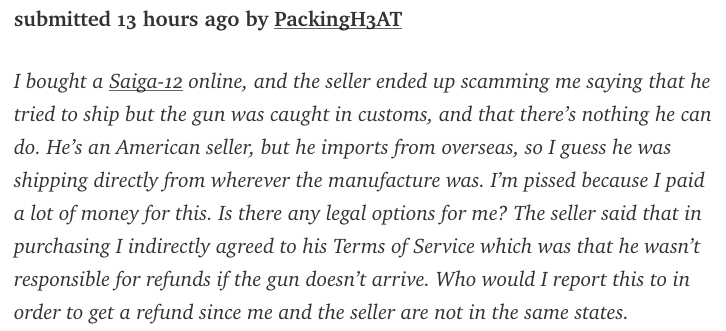 submitted 13 hours ago by PackingH3AT
I bought a Saiga-12 online, and the seller ended up scamming me saying that he
tried to ship but the gun was caught in customs, and that there's nothing he can
do. He's an American seller, but he imports from overseas, so I guess he was
shipping directly from wherever the manufacture was. I'm pissed because I paid
a lot of money for this. Is there any legal options for me? The seller said that in
purchasing I indirectly agreed to his Terms of Service which was that he wasn't
responsible for refunds if the gun doesn't arrive. Who would I report this to in
order to get a refund since me and the seller are not in the same states.